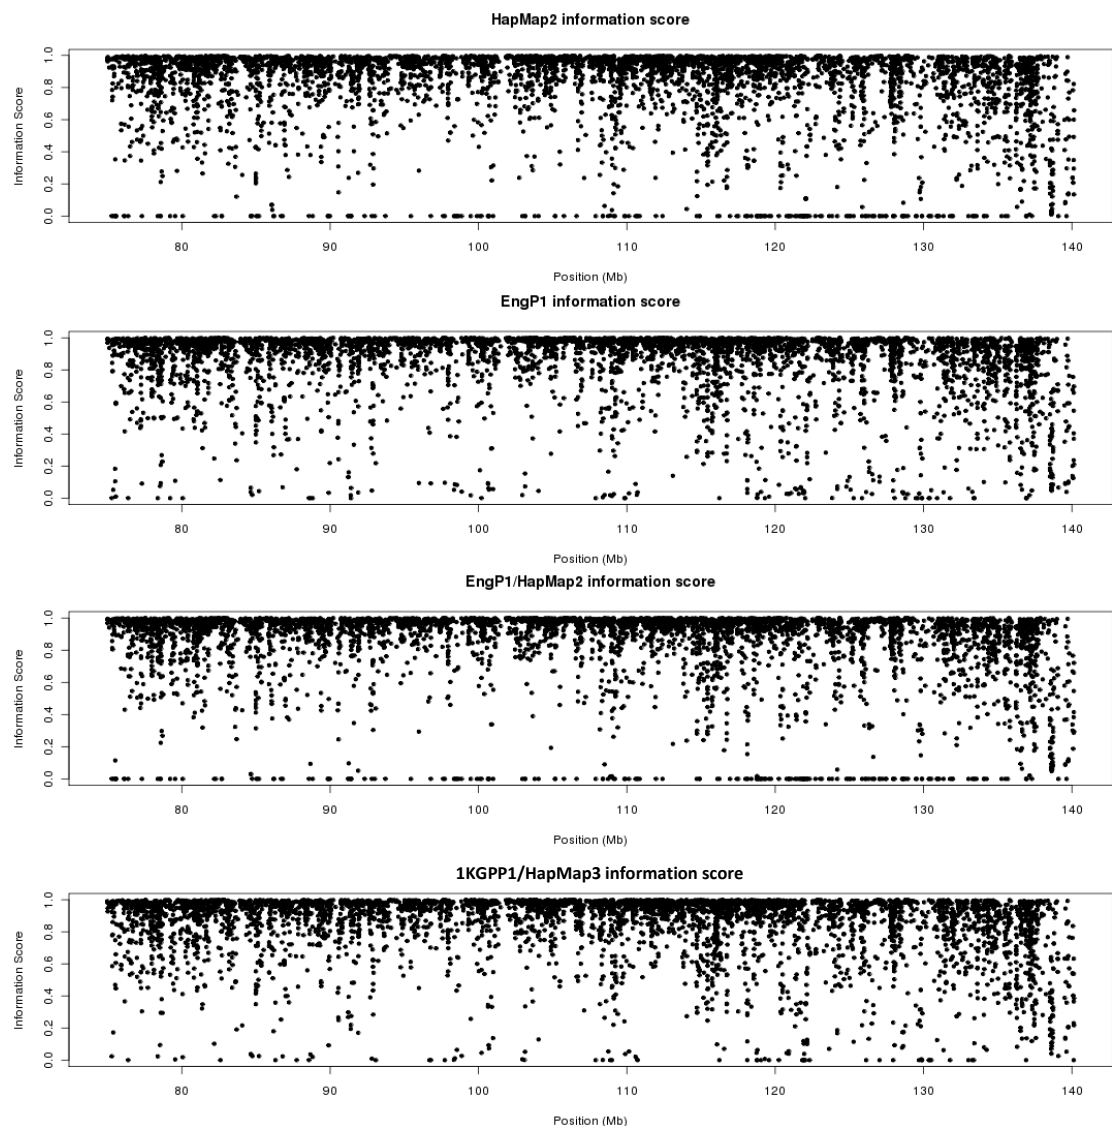 HapMap2 information score
Information Score
0.0 0.2 0.4 0.6 0.8 1.0
80 90 100 110 120 130 140
Position (Mb)
EngP1 information score
Information Score
0.0 0.2 0.4 0.6 0.8 1.0
80 90 100 110 120 130 140
Position (Mb)
EngP1/HapMap2 information score
Information Score
0.0 0.2 0.4 0.6 0.8 1.0
80 90 100 110 120 130 140
Position (Mb)
1KGPP1/HapMap3 information score
Information Score
0.0 0.2 0.4 0.6 0.8 1.0
80 90 100 110 120 130 140
Position (Mb)